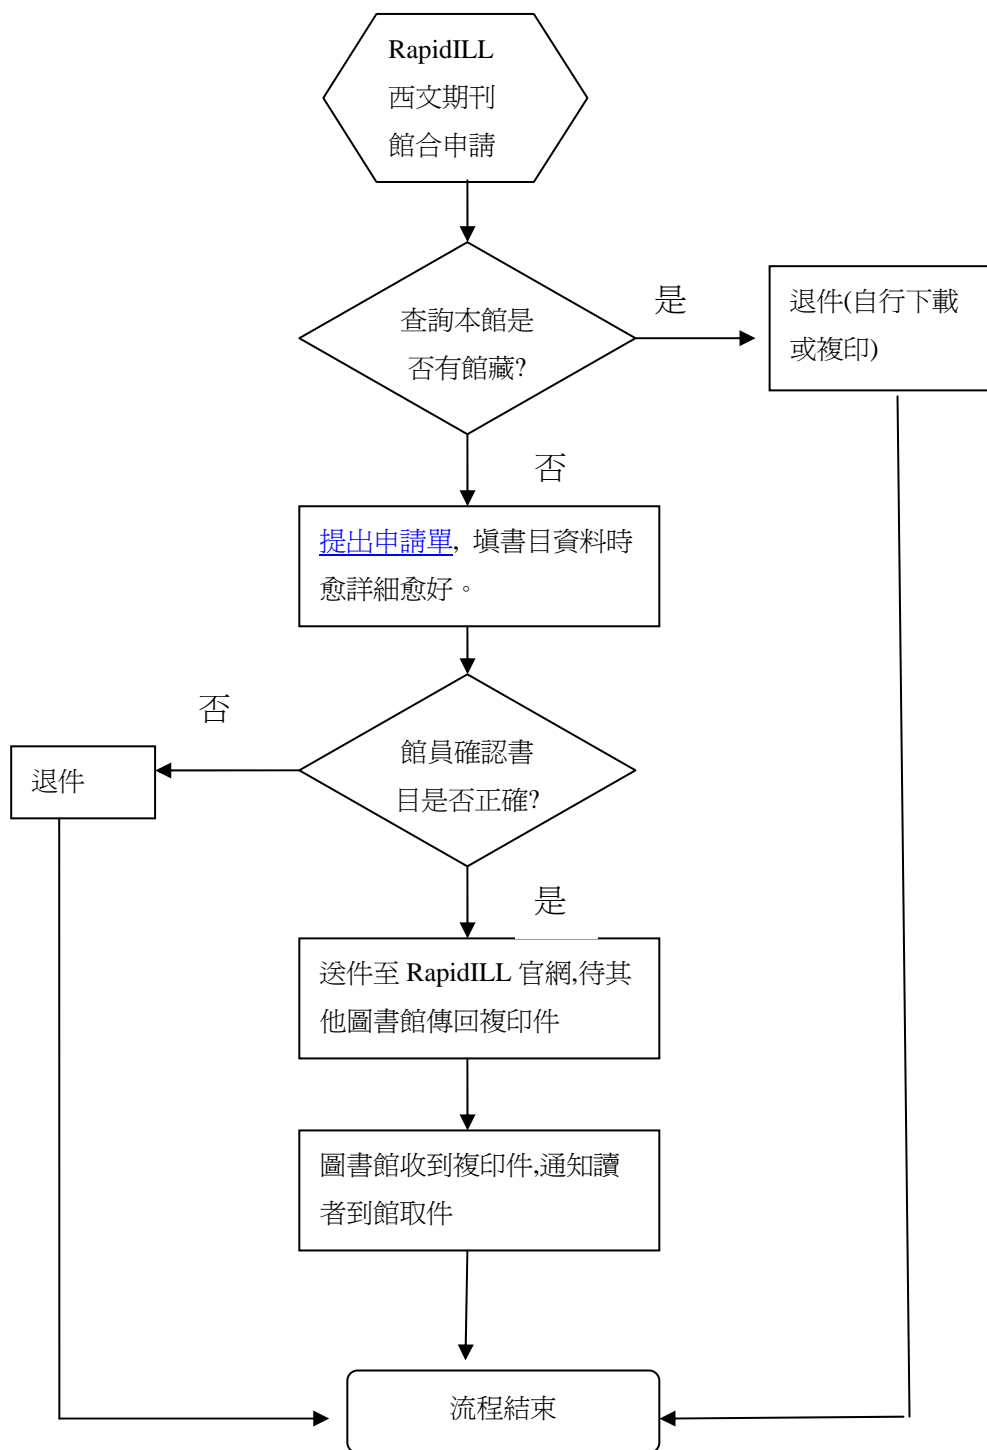 RapidILL
西文期刊
館合申請
查詢本館是
否有館藏?
是
退件(自行下載
或複印)
否
提出申請單, 填書目資料時
愈詳細愈好。
否
館員確認書
目是否正確?
退件
是
送件至 RapidILL 官網,待其
他圖書館傳回複印件
圖書館收到複印件,通知讀
者到館取件
流程結束